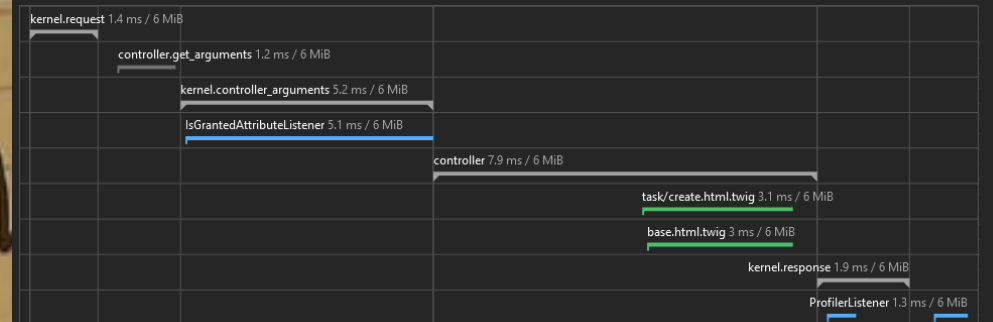 kernel.request 1.4 ms / 6 MiB
controller.get_arguments 1.2 ms / 6 MiB
kernel.controller_arguments 5.2 ms / 6 MiB
IsGrantedAttributeListener 5.1 ms / 6 MiB
controller 7.9 ms / 6 MiB
task/create.html.twig 3.1 ms / 6 MiB
base.html.twig 3 ms / 6 MiB
kernel.response 1.9 ms / 6 MiB
ProfilerListener 1.3 ms / 6 MiB